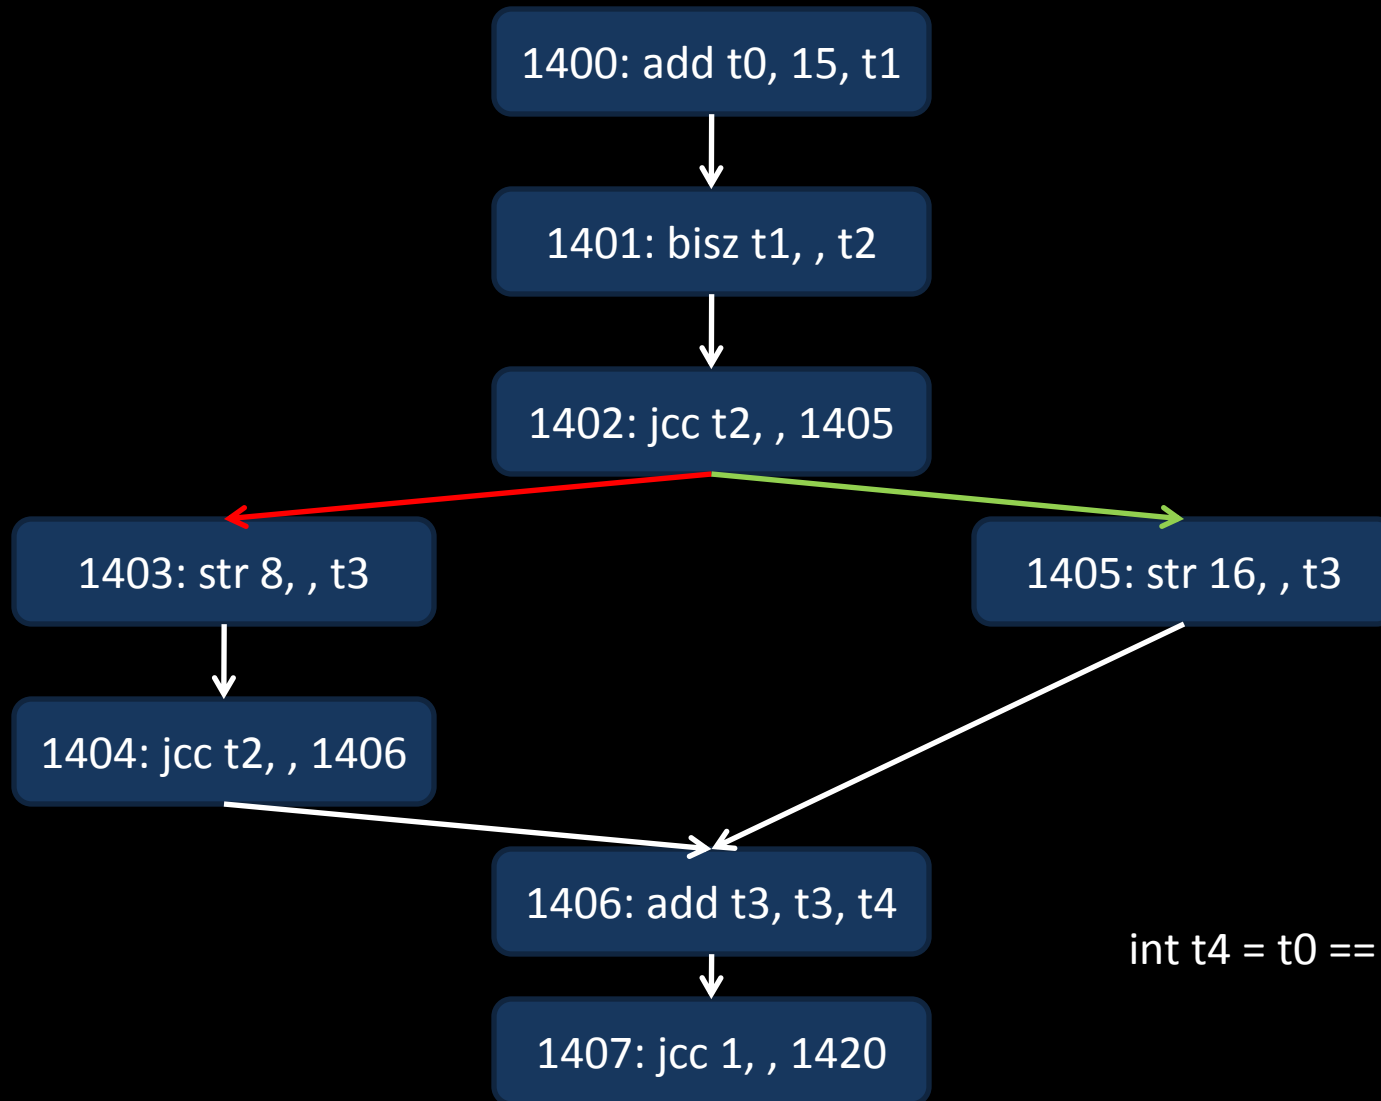 1400: add t0, 15, t1
1401: bisz t1, , t2
1402: jcc t2, , 1405
1403: str 8, , t3
1405: str 16, , t3
1404: jcc t2, , 1406
1406: add t3, t3, t4
int t4 = t0 ==
1407: jcc 1, , 1420